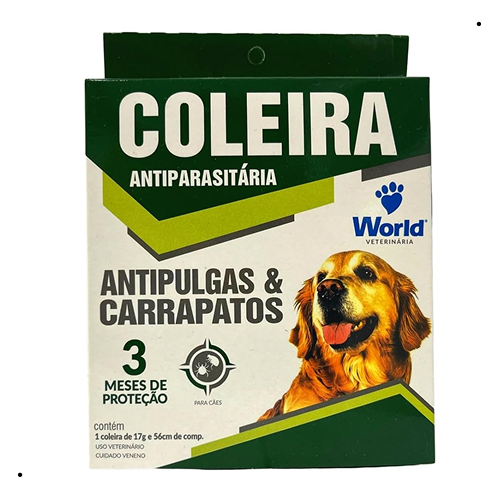 COLEIRA
ANTIPARASITÁRIA
World®
VETERINÁRIA
ANTIPULGAS &
CARRAPATOS
3
MESES DE
PROTEÇÃO
PARA CÃES
contém
1 coleira de 17g e 56cm de comp.
USO VETERINÁRIO
CUIDADO VENENO